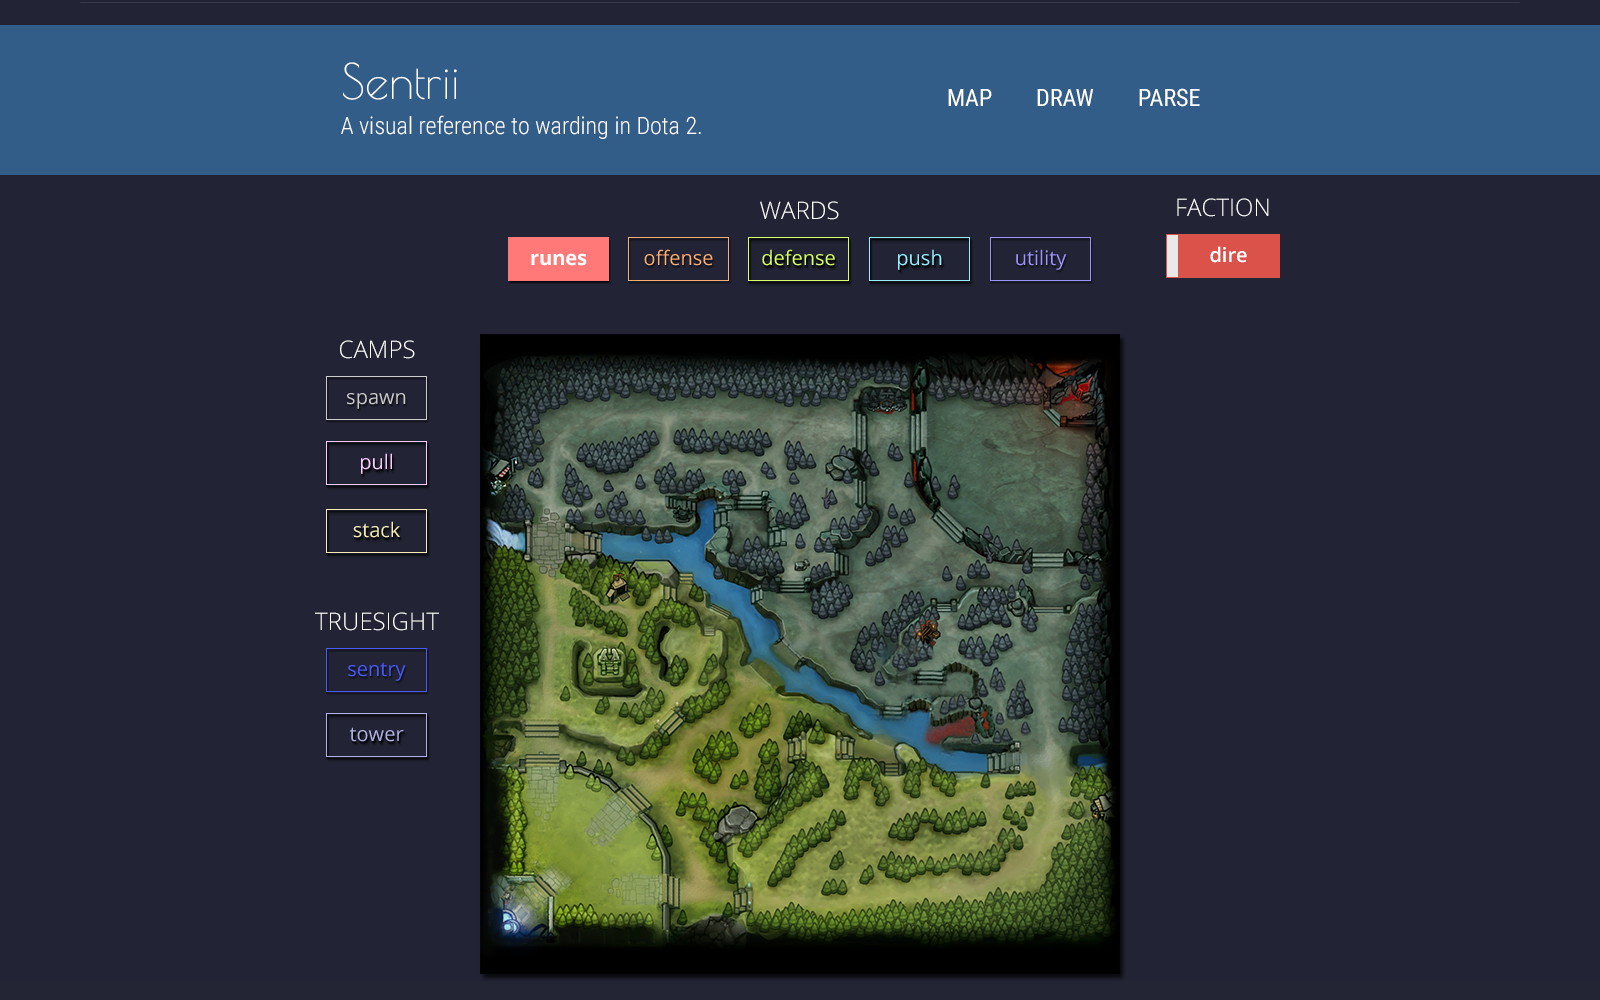 Sentrii
A visual reference to warding in Dota 2.
MAP DRAW PARSE
WARDS
runes offense defense push utility
FACTION
dire
CAMPS
spawn
pull
stack
TRUESIGHT
sentry
tower